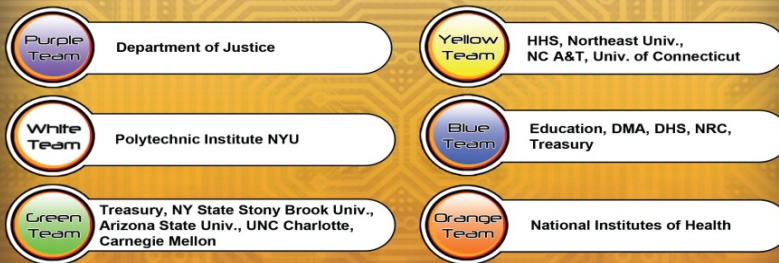 Purple
Team
Department of Justice
Yellow
Team
HHS, Northeast Univ.,
NC A&T, Univ. of Connecticut
White
Team
Polytechnic Institute NYU
Blue
Team
Education, DMA, DHS, NRC,
Treasury
Green
Team
Treasury, NY State Stony Brook Univ.,
Arizona State Univ., UNC Charlotte,
Carnegie Mellon
Orange
Team
National Institutes of Health